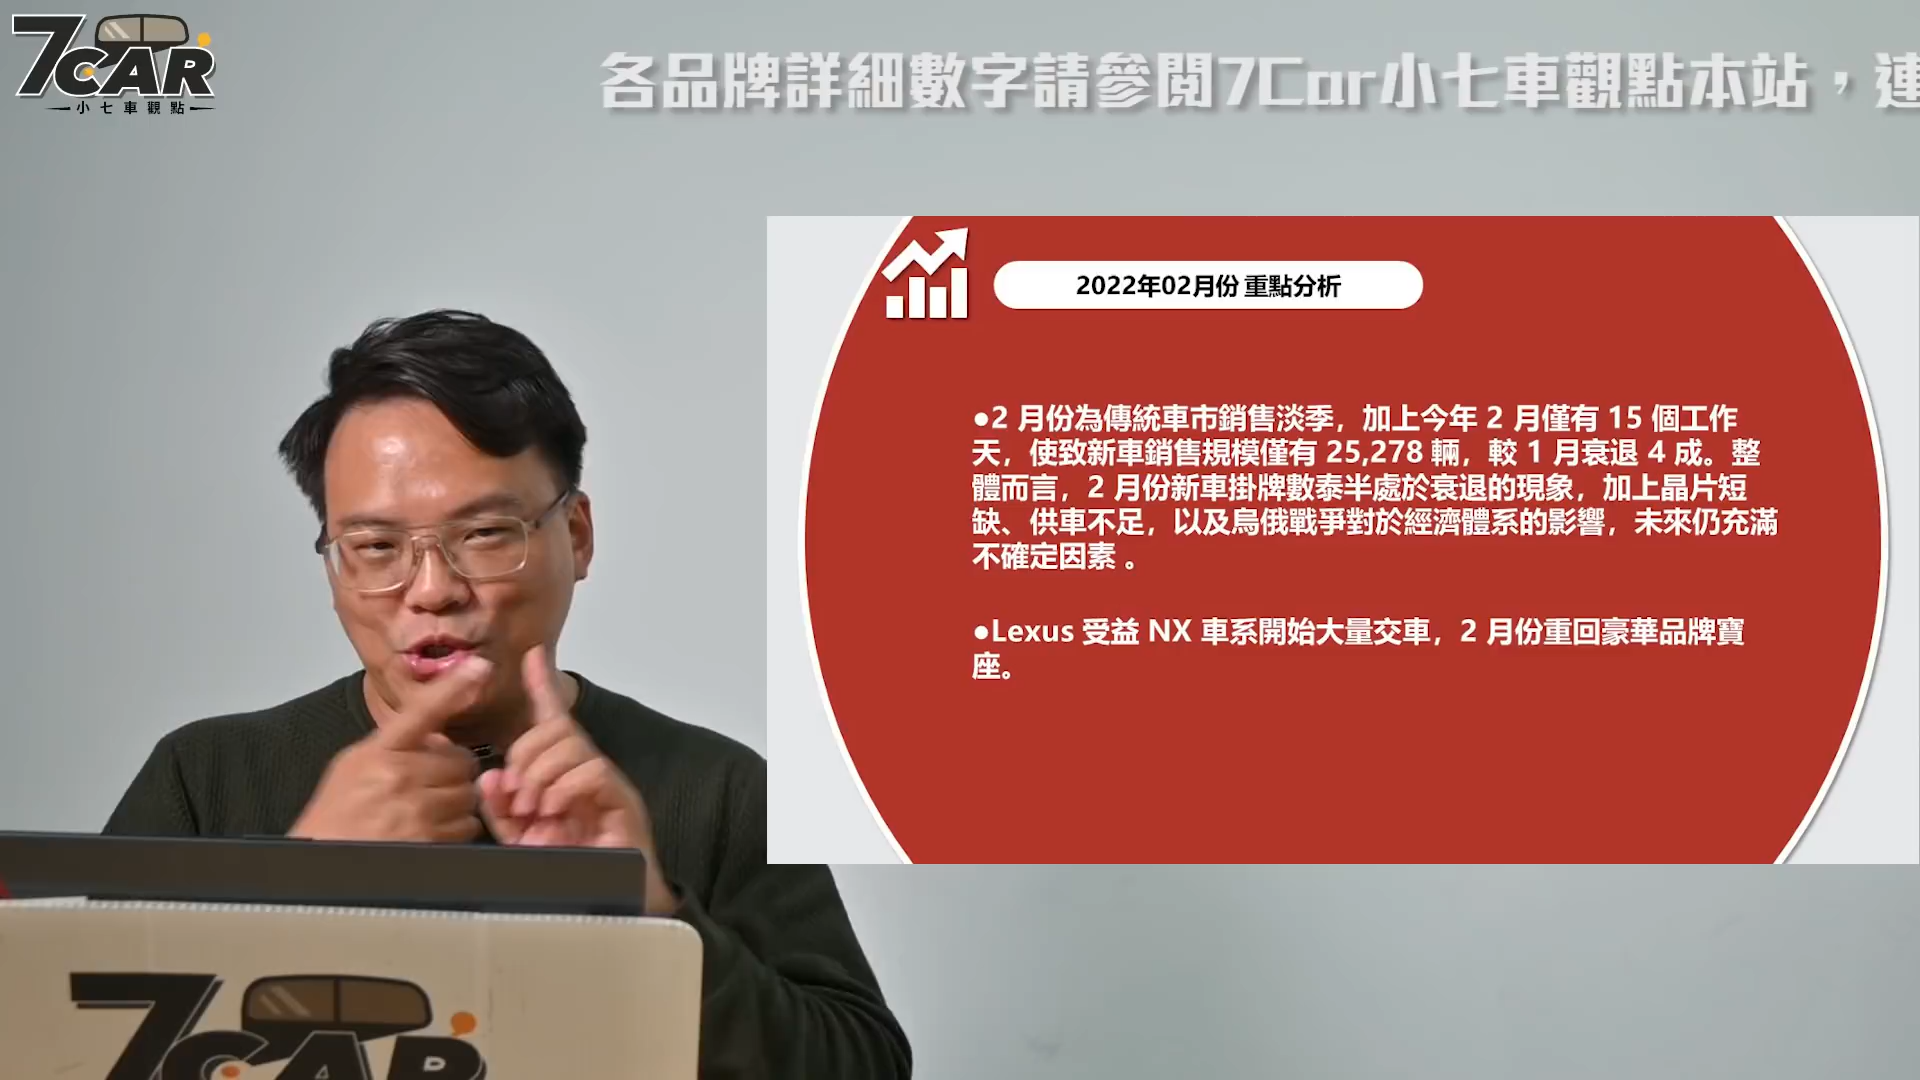 7CAR
小七車觀點
各品牌詳細數字請參閱7Car小七車觀點本站，連
2022年02月份 重點分析
●2 月份為傳統車市銷售淡季，加上今年 2 月僅有 15 個工作
天，使致新車銷售規模僅有 25,278 輛，較 1 月衰退 4 成。整
體而言，2 月份新車掛牌數泰半處於衰退的現象，加上晶片短
缺、供車不足，以及烏俄戰爭對於經濟體系的影響，未來仍充滿
不確定因素 。
●Lexus 受益 NX 車系開始大量交車，2 月份重回豪華品牌寶
座。
7CAR